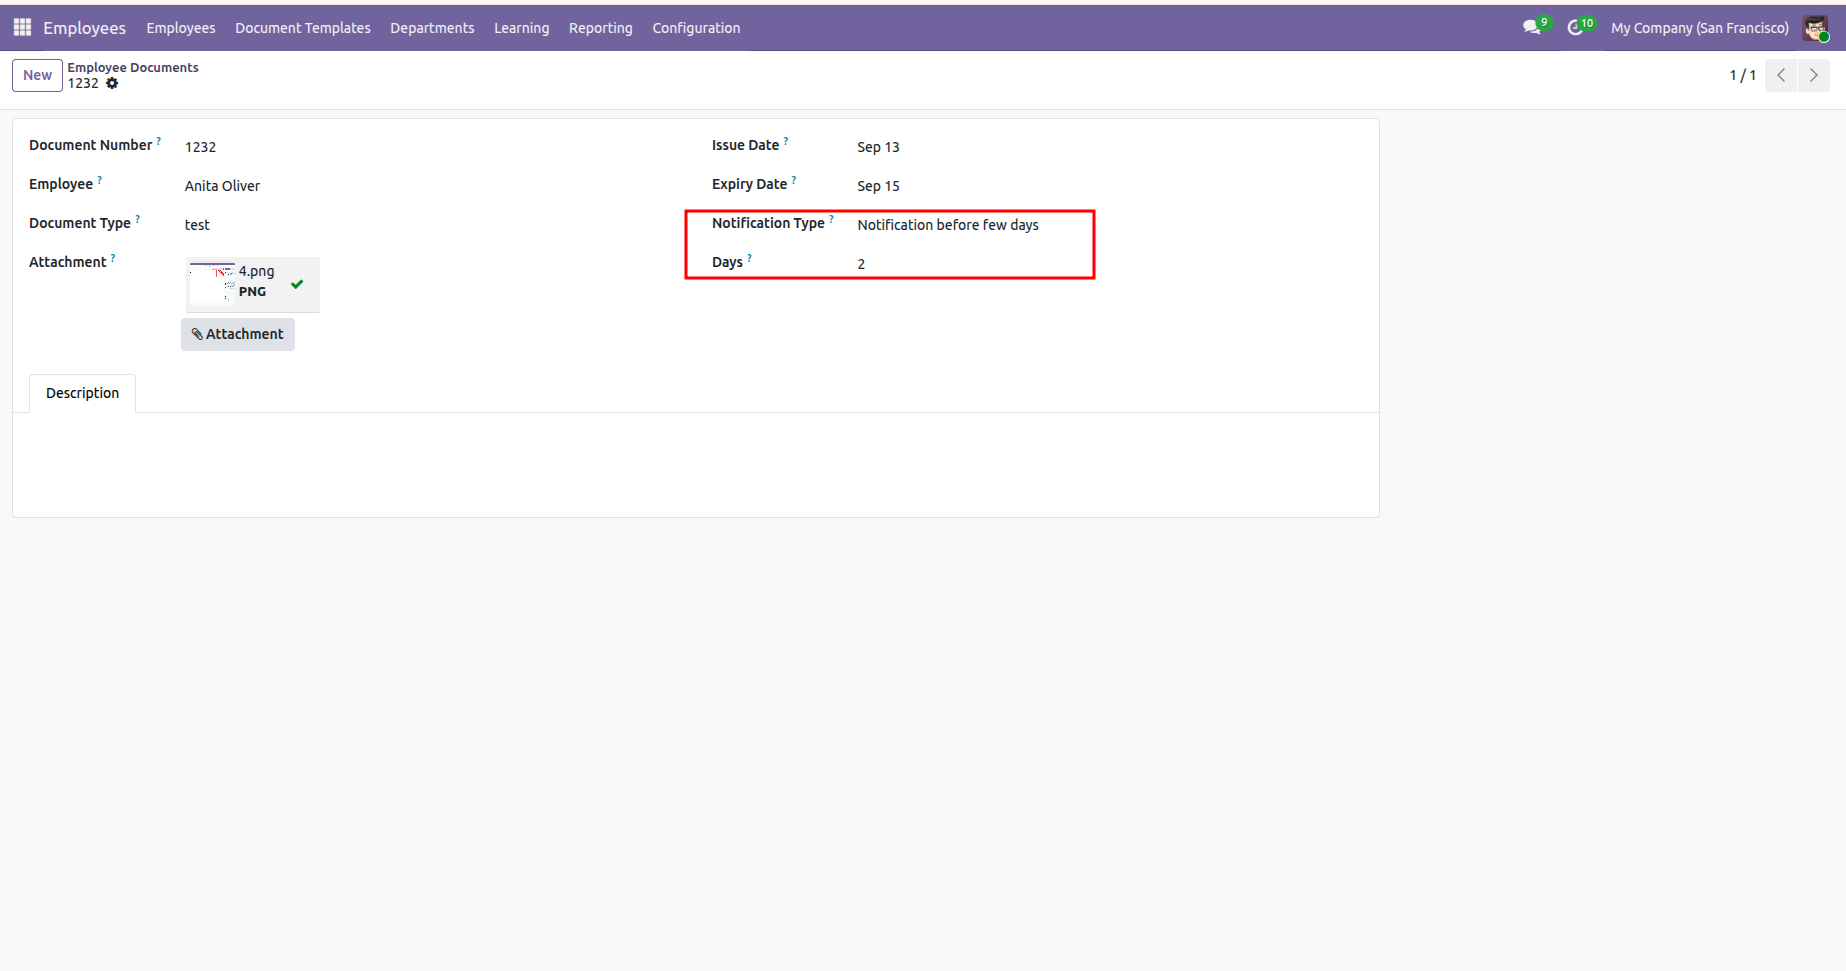 Employees Employees Document Templates Departments Learning Reporting Configuration 9 10 My Company (San Francisco)
New Employee Documents
1232 1 / 1
Document Number ? 1232 Issue Date ? Sep 13
Employee ? Anita Oliver Expiry Date ? Sep 15
Document Type ? test Notification Type ? Notification before few days
Attachment ? 4.png Days ? 2
PNG
Attachment
Description